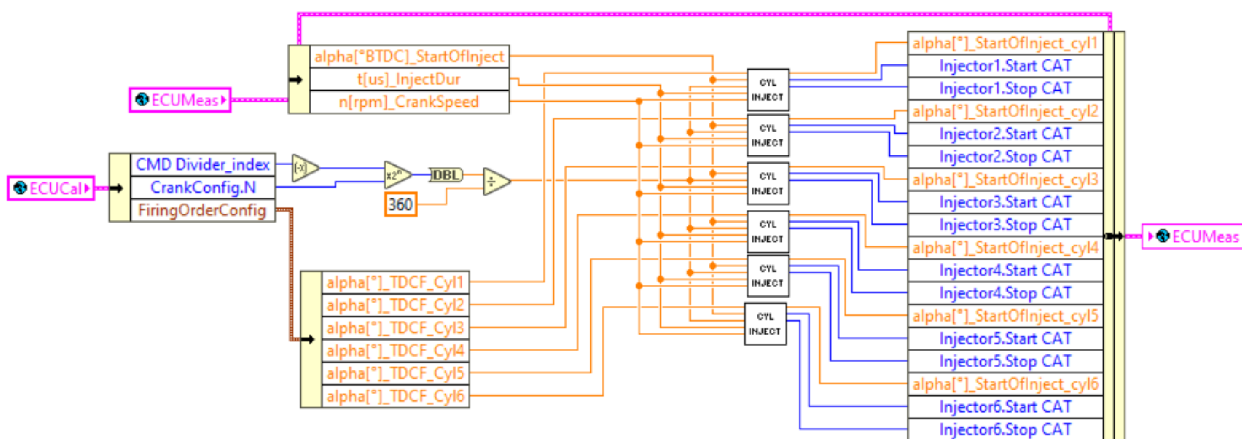 ECUMeas
alpha[°BTDC]_StartOfInject
t[us]_InjectDur
n[rpm]_CrankSpeed
ECUCal
CMD Divider_index
CrankConfig.N
FiringOrderConfig
x2ⁿ
DBL
÷
360
alpha[°]_TDCF_Cyl1
alpha[°]_TDCF_Cyl2
alpha[°]_TDCF_Cyl3
alpha[°]_TDCF_Cyl4
alpha[°]_TDCF_Cyl5
alpha[°]_TDCF_Cyl6
CYL
INJECT
CYL
INJECT
CYL
INJECT
CYL
INJECT
CYL
INJECT
CYL
INJECT
alpha[°]_StartOfInject_cyl1
Injector1.Start CAT
Injector1.Stop CAT
alpha[°]_StartOfInject_cyl2
Injector2.Start CAT
Injector2.Stop CAT
alpha[°]_StartOfInject_cyl3
Injector3.Start CAT
Injector3.Stop CAT
alpha[°]_StartOfInject_cyl4
Injector4.Start CAT
Injector4.Stop CAT
alpha[°]_StartOfInject_cyl5
Injector5.Start CAT
Injector5.Stop CAT
alpha[°]_StartOfInject_cyl6
Injector6.Start CAT
Injector6.Stop CAT
ECUMeas